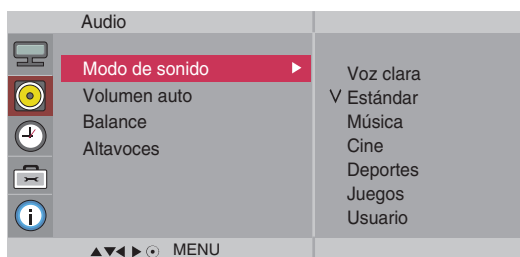 Audio
Modo de sonido
Volumen auto
Balance
Altavoces
Voz clara
V Estándar
Música
Cine
Deportes
Juegos
Usuario
MENU